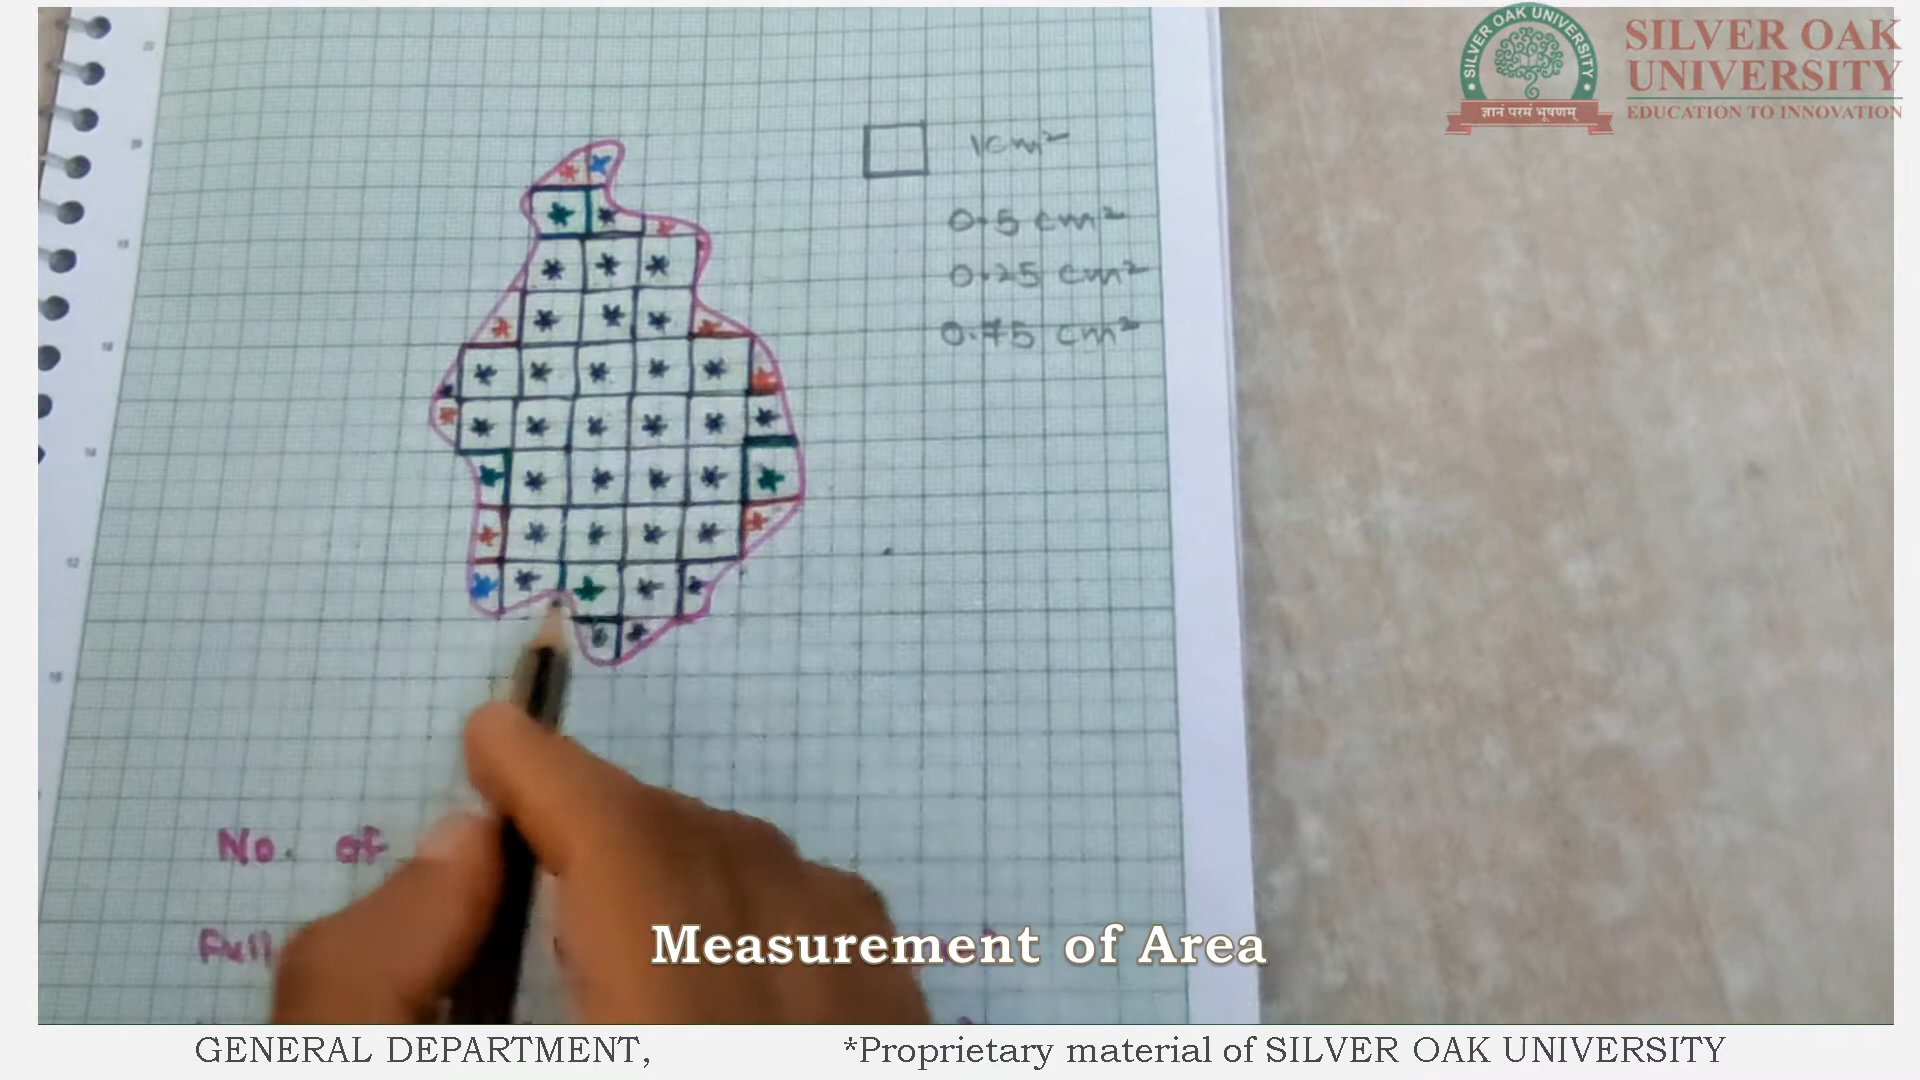 SILVER OAK UNIVERSITY
ज्ञानं परमं भूषणम्
SILVER OAK
UNIVERSITY
EDUCATION TO INNOVATION
1cm²
0.5 cm²
0.25 cm²
0.75 cm²
No. of
Full
Measurement of Area
GENERAL DEPARTMENT,
*Proprietary material of SILVER OAK UNIVERSITY